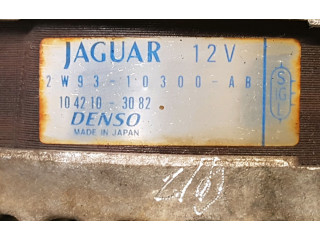 JAGUAR 12V
2W93-10300-AB
104210-3082
DENSO
MADE IN JAPAN